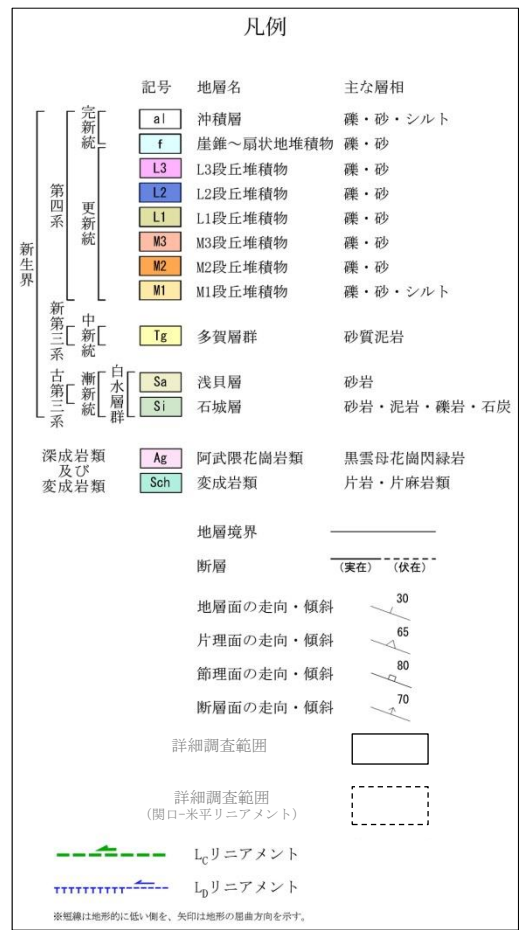 凡例
記号 地層名 主な層相
新生界
第四系
完新統
al 沖積層 礫・砂・シルト
f 崖錐～扇状地堆積物 礫・砂
更新統
L3 L3段丘堆積物 礫・砂
L2 L2段丘堆積物 礫・砂
L1 L1段丘堆積物 礫・砂
M3 M3段丘堆積物 礫・砂
M2 M2段丘堆積物 礫・砂
M1 M1段丘堆積物 礫・砂・シルト
新第三系
中新統
Tg 多賀層群 砂質泥岩
古第三系
漸新統
白水層群
Sa 浅貝層 砂岩
Si 石城層 砂岩・泥岩・礫岩・石炭
深成岩類
及び
変成岩類
Ag 阿武隈花崗岩類 黒雲母花崗閃緑岩
Sch 変成岩類 片岩・片麻岩類
地層境界
断層 (実在) (伏在)
地層面の走向・傾斜 30
片理面の走向・傾斜 65
節理面の走向・傾斜 80
断層面の走向・傾斜 70
詳細調査範囲
詳細調査範囲
(関口-米平リニアメント)
LCリニアメント
LDリニアメント
※短線は地形的に低い側を、矢印は地形の屈曲方向を示す。